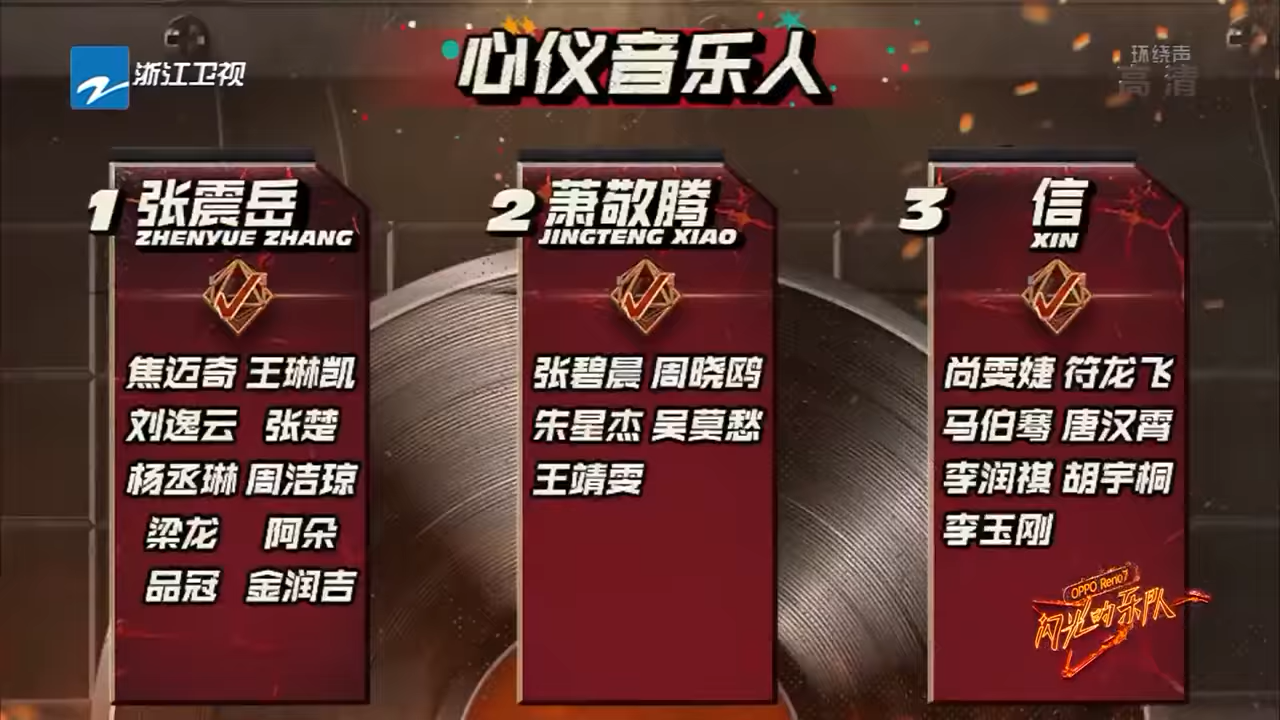 心仪音乐人
浙江卫视
环绕声
高清
1 张震岳
ZHENYUE ZHANG
焦迈奇 王琳凯
刘逸云 张楚
杨丞琳 周洁琼
梁龙 阿朵
品冠 金润吉
2 萧敬腾
JINGTENG XIAO
张碧晨 周晓鸥
朱星杰 吴莫愁
王靖雯
3 信
XIN
尚雯婕 符龙飞
马伯骞 唐汉霄
李润祺 胡宇桐
李玉刚
OPPO Reno7
闪光的乐队